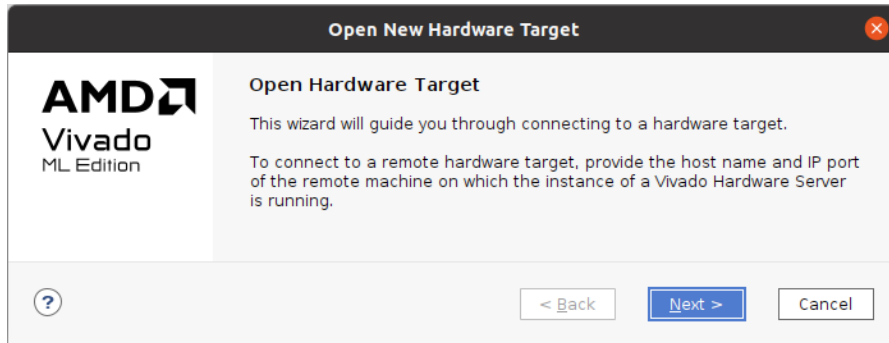 Open New Hardware Target
AMD
Vivado
ML Edition
Open Hardware Target
This wizard will guide you through connecting to a hardware target.
To connect to a remote hardware target, provide the host name and IP port
of the remote machine on which the instance of a Vivado Hardware Server
is running.
?
< Back
Next >
Cancel